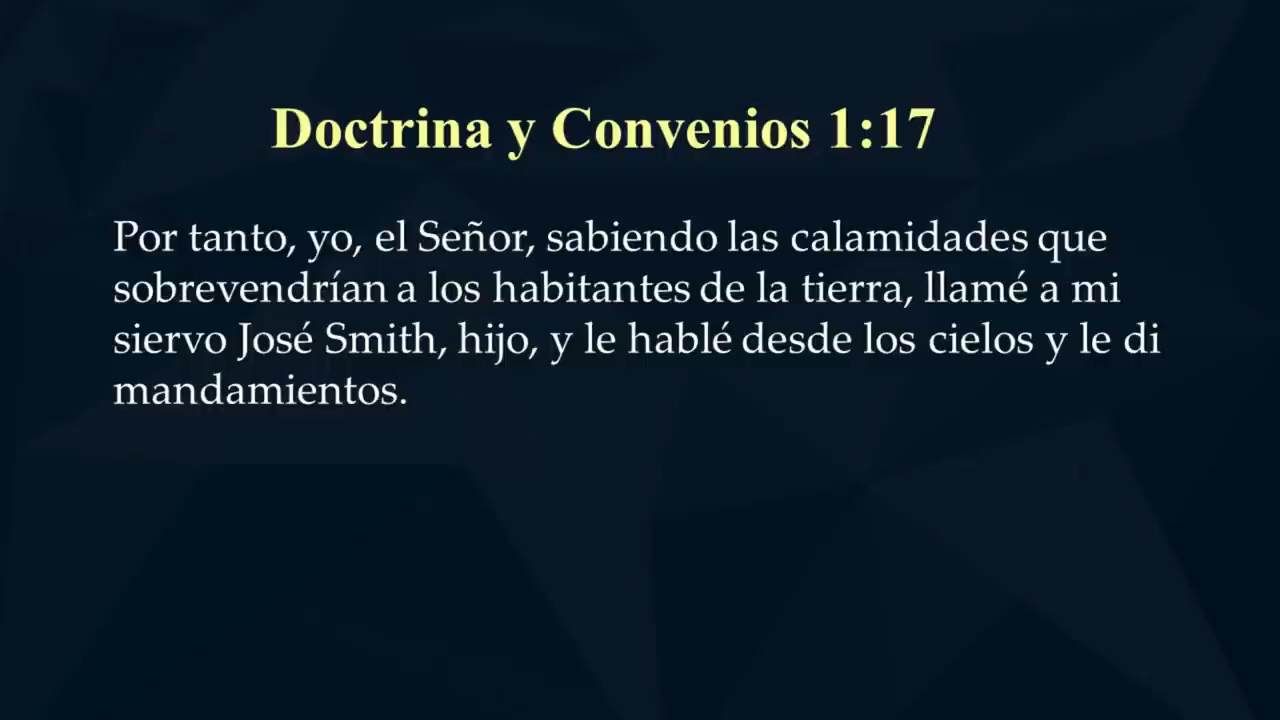 Doctrina y Convenios 1:17
Por tanto, yo, el Señor, sabiendo las calamidades que
sobrevendrían a los habitantes de la tierra, llamé a mi
siervo José Smith, hijo, y le hablé desde los cielos y le di
mandamientos.